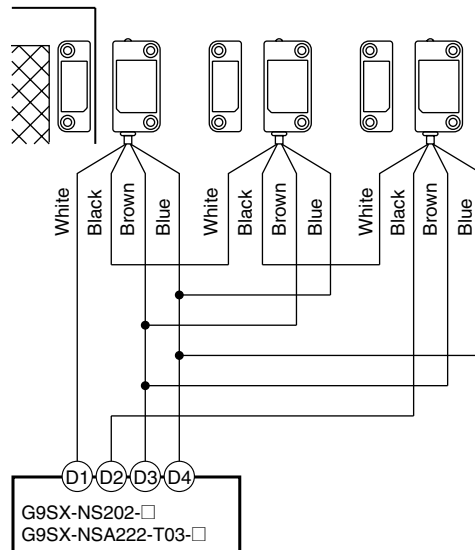 White
Black
Brown
Blue
White
Black
Brown
Blue
White
Black
Brown
Blue
D1
D2
D3
D4
G9SX-NS202-□
G9SX-NSA222-T03-□